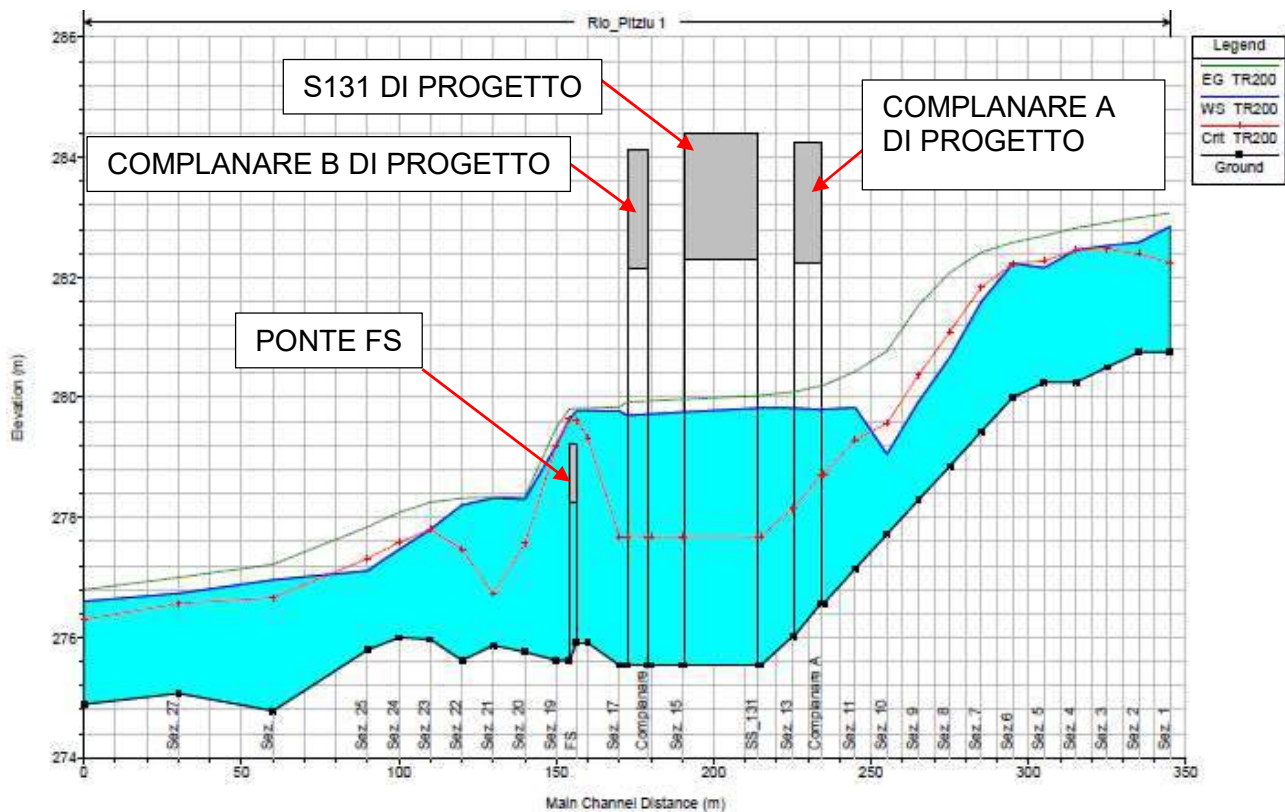 Rio_Pitziu 1
286
284
282
280
278
276
274
Elevation (m)
S131 DI PROGETTO
COMPLANARE B DI PROGETTO
COMPLANARE A
DI PROGETTO
PONTE FS
Legend
EG TR200
WS TR200
Crit TR200
Ground
Sez. 27
Sez.
Sez. 25
Sez. 24
Sez. 23
Sez. 22
Sez. 21
Sez. 20
Sez. 19
FS
Sez. 17
Complanare
Sez. 15
SS_131
Sez. 13
Complanare A
Sez. 11
Sez. 10
Sez. 9
Sez. 8
Sez. 7
Sez.6
Sez. 5
Sez. 4
Sez. 3
Sez. 2
Sez. 1
0
50
100
150
200
250
300
350
Main Channel Distance (m)